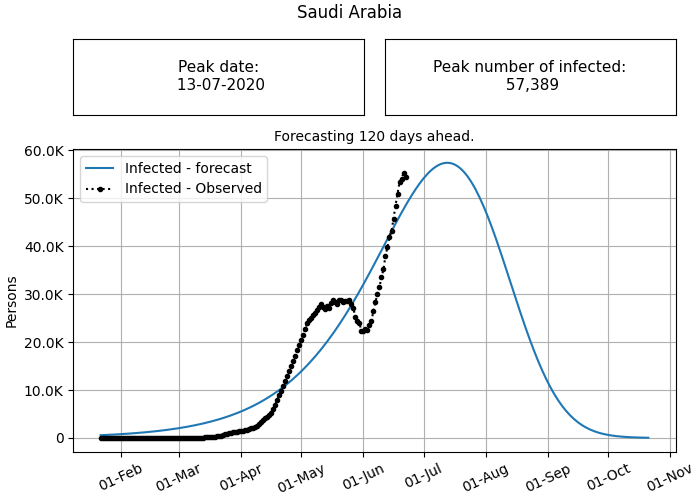 Saudi Arabia
Peak date:
13-07-2020
Peak number of infected:
57,389
Forecasting 120 days ahead.
Infected - forecast
Infected - Observed
Persons
60.0K
50.0K
40.0K
30.0K
20.0K
10.0K
0
01-Feb
01-Mar
01-Apr
01-May
01-Jun
01-Jul
01-Aug
01-Sep
01-Oct
01-Nov